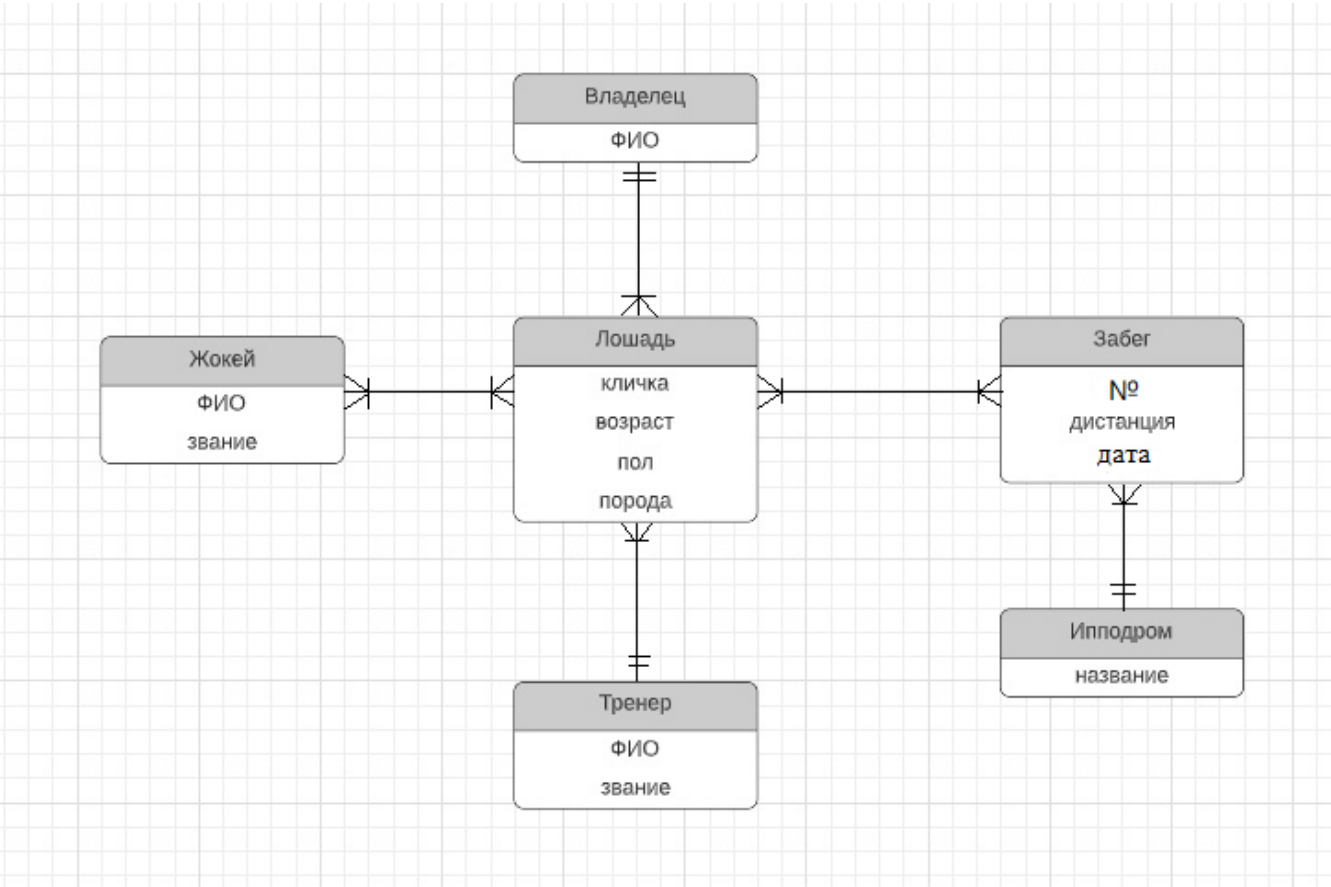 Владелец
ФИО
Жокей
ФИО
звание
Лошадь
кличка
возраст
пол
порода
Забег
№
дистанция
дата
Тренер
ФИО
звание
Ипподром
название